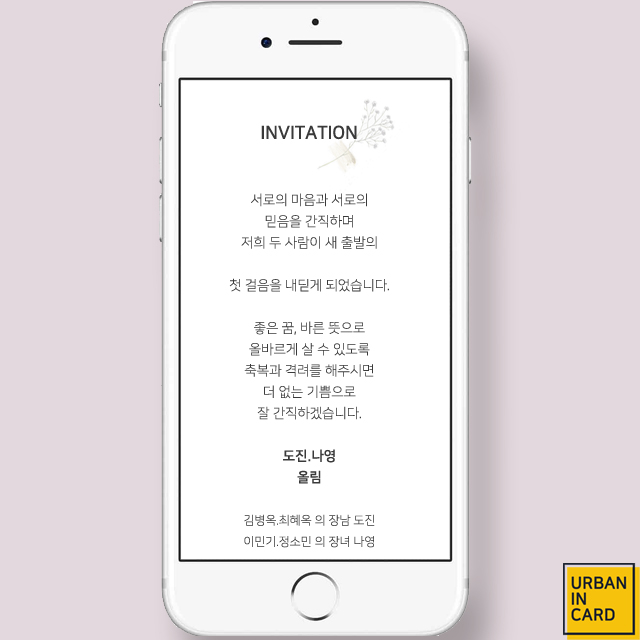 INVITATION
서로의 마음과 서로의
믿음을 간직하며
저희 두 사람이 새 출발의
첫 걸음을 내딛게 되었습니다.
좋은 꿈, 바른 뜻으로
올바르게 살 수 있도록
축복과 격려를 해주시면
더 없는 기쁨으로
잘 간직하겠습니다.
도진.나영
올림
김병옥.최혜옥 의 장남 도진
이민기.정소민 의 장녀 나영
URBAN
IN
CARD